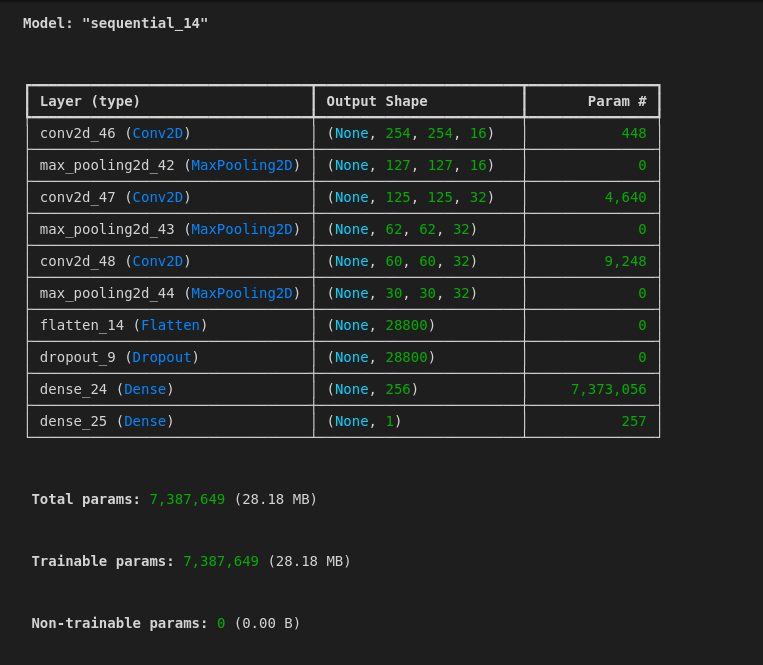 Model: "sequential_14"
Layer (type) Output Shape Param #
conv2d_46 (Conv2D) (None, 254, 254, 16) 448
max_pooling2d_42 (MaxPooling2D) (None, 127, 127, 16) 0
conv2d_47 (Conv2D) (None, 125, 125, 32) 4,640
max_pooling2d_43 (MaxPooling2D) (None, 62, 62, 32) 0
conv2d_48 (Conv2D) (None, 60, 60, 32) 9,248
max_pooling2d_44 (MaxPooling2D) (None, 30, 30, 32) 0
flatten_14 (Flatten) (None, 28800) 0
dropout_9 (Dropout) (None, 28800) 0
dense_24 (Dense) (None, 256) 7,373,056
dense_25 (Dense) (None, 1) 257
Total params: 7,387,649 (28.18 MB)
Trainable params: 7,387,649 (28.18 MB)
Non-trainable params: 0 (0.00 B)